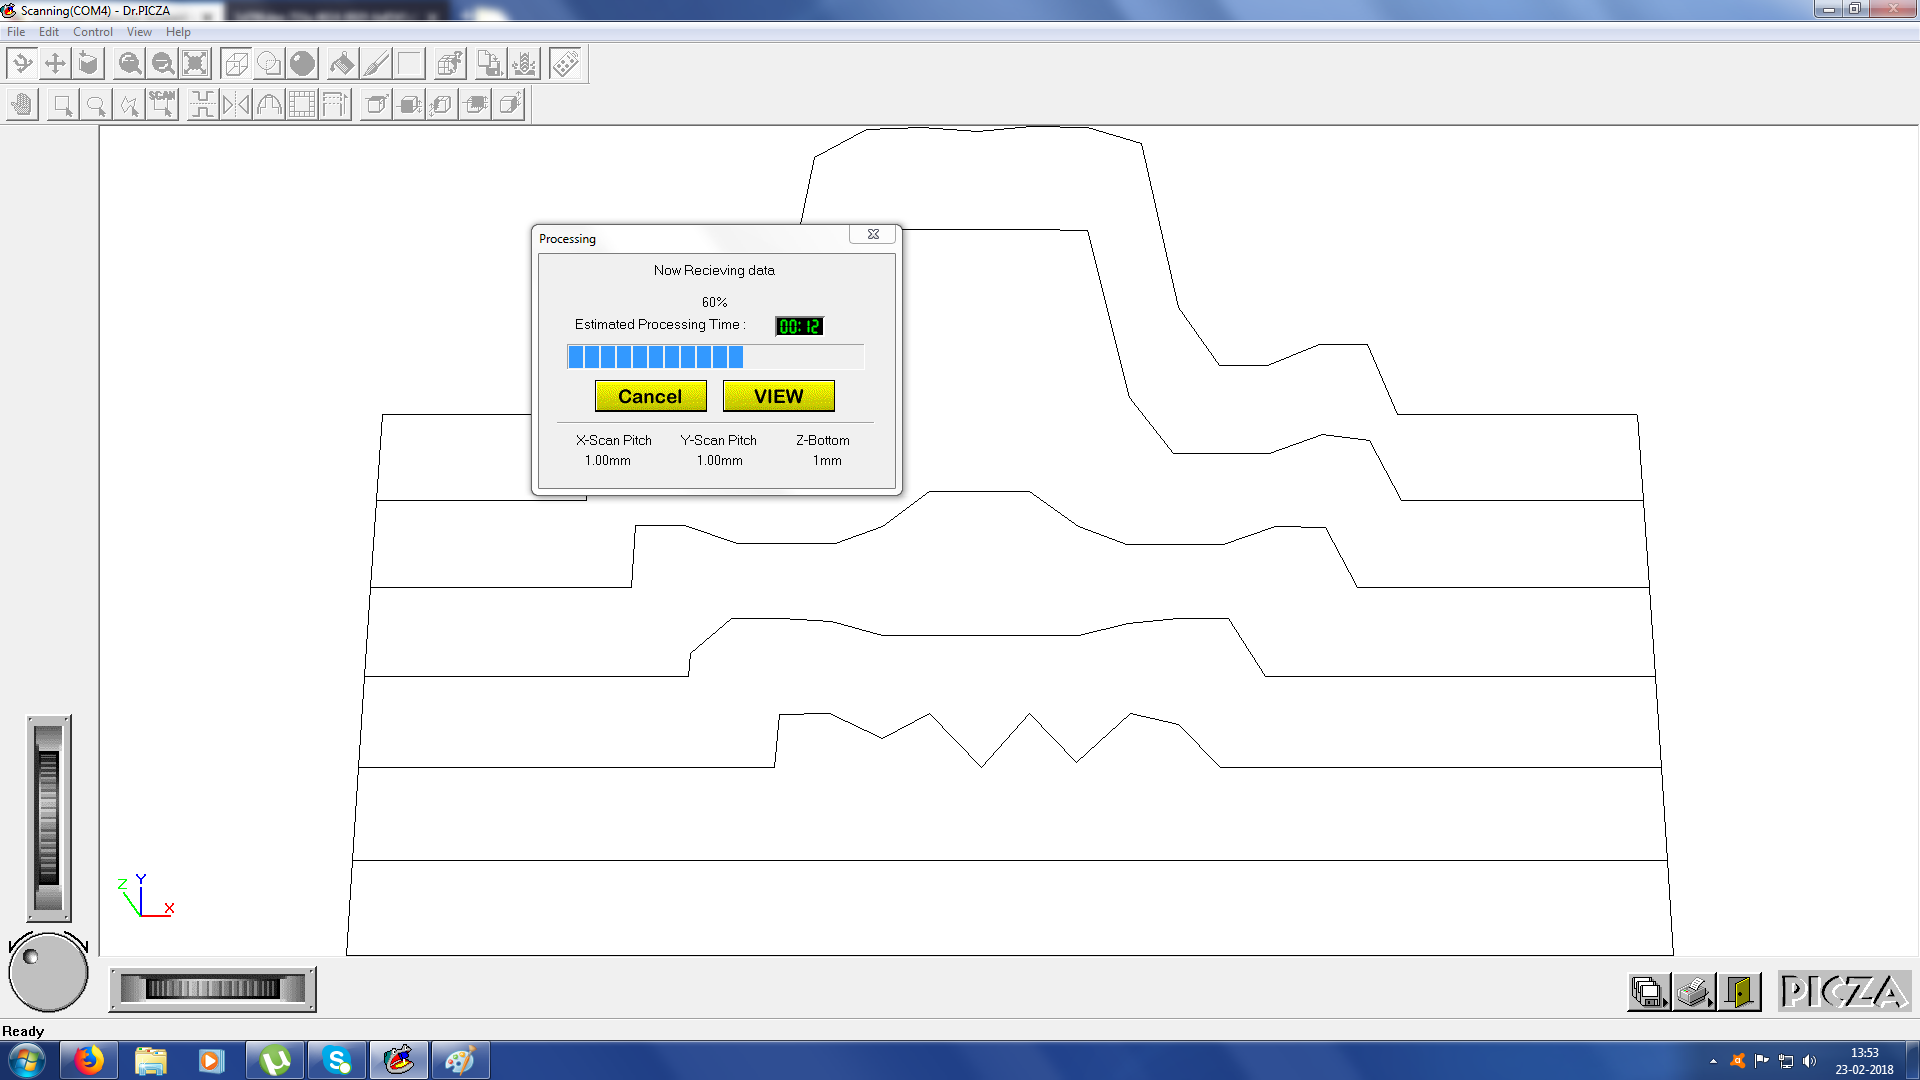 Scanning(COM4) - Dr.PICZA
File Edit Control View Help
SCAN
Processing
Now Recieving data
60%
Estimated Processing Time : 00:12
Cancel VIEW
X-Scan Pitch Y-Scan Pitch Z-Bottom
1.00mm 1.00mm 1mm
Z Y X
PICZA
Ready
13:53
23-02-2018